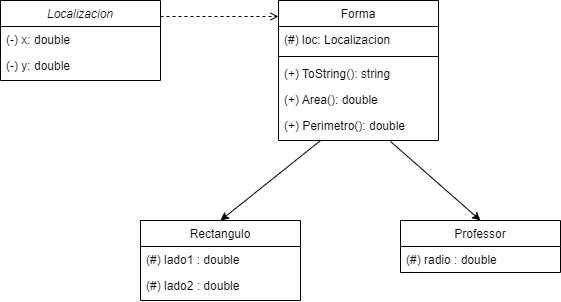 Localizacion
(-) x: double
(-) y: double
Forma
(#) loc: Localizacion
(+) ToString(): string
(+) Area(): double
(+) Perimetro(): double
Rectangulo
(#) lado1 : double
(#) lado2 : double
Professor
(#) radio : double